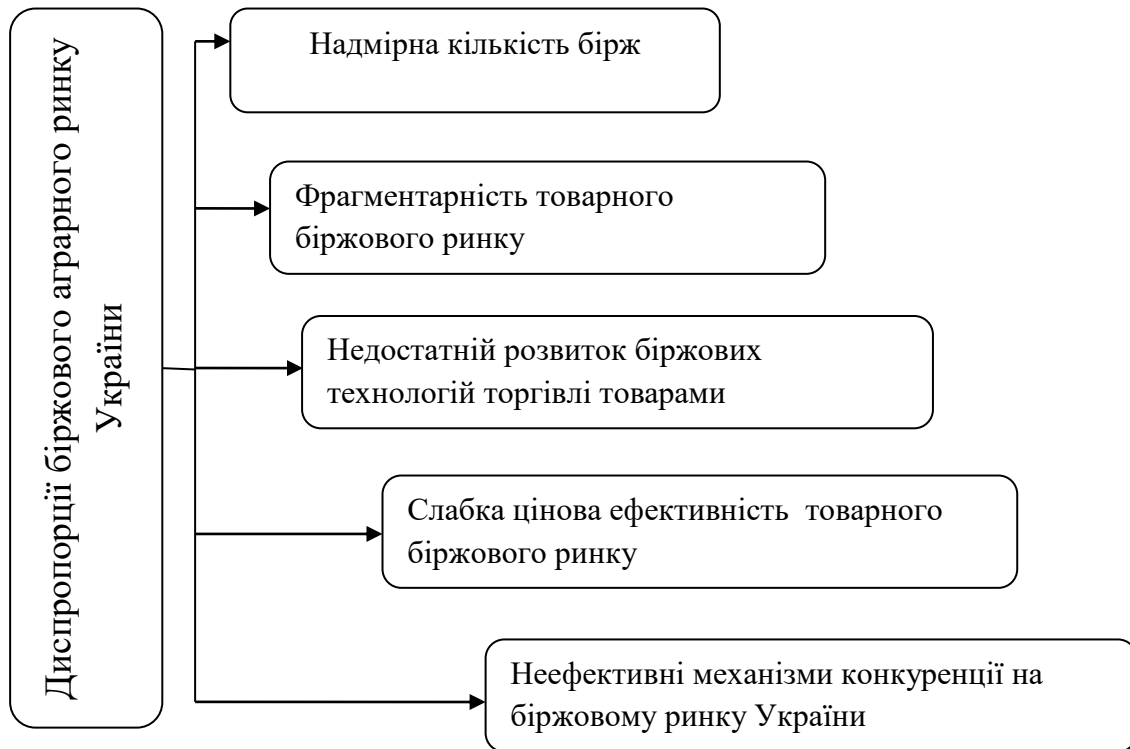 Диспропорції біржового аграрного ринку
України
Надмірна кількість бірж
Фрагментарність товарного
біржового ринку
Недостатній розвиток біржових
технологій торгівлі товарами
Слабка цінова ефективність товарного
біржового ринку
Неефективні механізми конкуренції на
біржовому ринку України